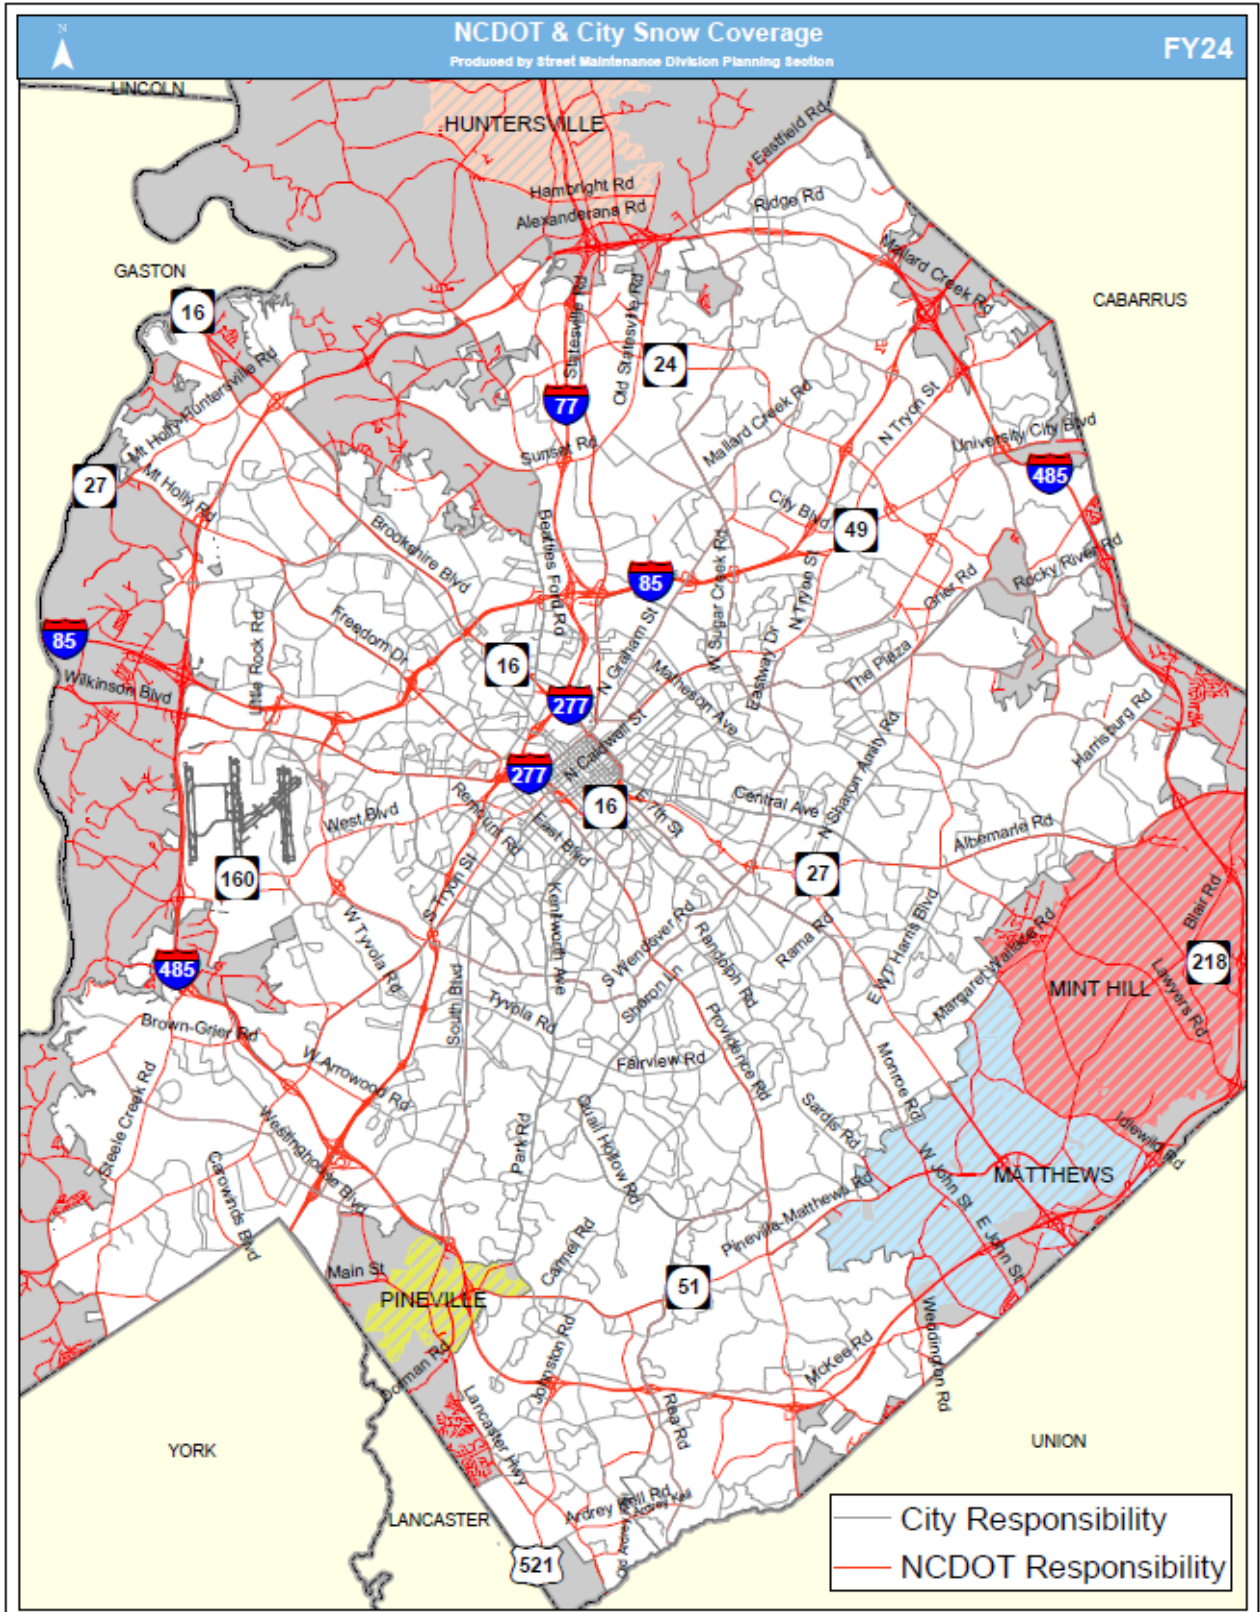 N
NCDOT & City Snow Coverage
Produced by Street Maintenance Division Planning Section
FY24
LINCOLN
HUNTERSVILLE
Eastfield Rd
Hambright Rd
Ridge Rd
Alexanderana Rd
Mallard Creek Rd
GASTON
CABARRUS
16
Statesville Rd
Old Statesville Rd
24
Mt Holly-Huntersville Rd
77
Mallard Creek Rd
N Tryon St
University City Blvd
Sunset Rd
485
27
Mt Holly Rd
Brookshire Blvd
Beatties Ford Rd
City Blvd
49
W Sugar Creek Rd
N Tryon St
Rocky River Rd
85
Grier Rd
85
Freedom Dr
Little Rock Rd
16
N Graham St
Matheson Ave
Eastway Dr
The Plaza
Wilkinson Blvd
277
Harrisburg Rd
N Caldwell St
N Sharon Amity Rd
277
Remount Rd
16
E 7th St
Central Ave
West Blvd
East Blvd
Albemarle Rd
160
27
S Tryon St
Kenilworth Ave
Blair Rd
W Tyvola Rd
S Wendover Rd
Randolph Rd
Rama Rd
E WT Harris Blvd
Margaret Wallace Rd
218
485
South Blvd
Tyvola Rd
Sharon Ln
MINT HILL
Lawyers Rd
Brown-Grier Rd
Providence Rd
W Arrowood Rd
Fairview Rd
Monroe Rd
Steele Creek Rd
Westinghouse Blvd
Park Rd
Quail Hollow Rd
Sardis Rd
Idlewild Rd
Carowinds Blvd
W John St
MATTHEWS
Pineville-Matthews Rd
E John St
Carmel Rd
Main St
51
PINEVILLE
Weddington Rd
Dorman Rd
Johnston Rd
McKee Rd
Lancaster Hwy
Rea Rd
YORK
UNION
Ardrey Kell Rd
Ardrey Kell
LANCASTER
521
City Responsibility
NCDOT Responsibility